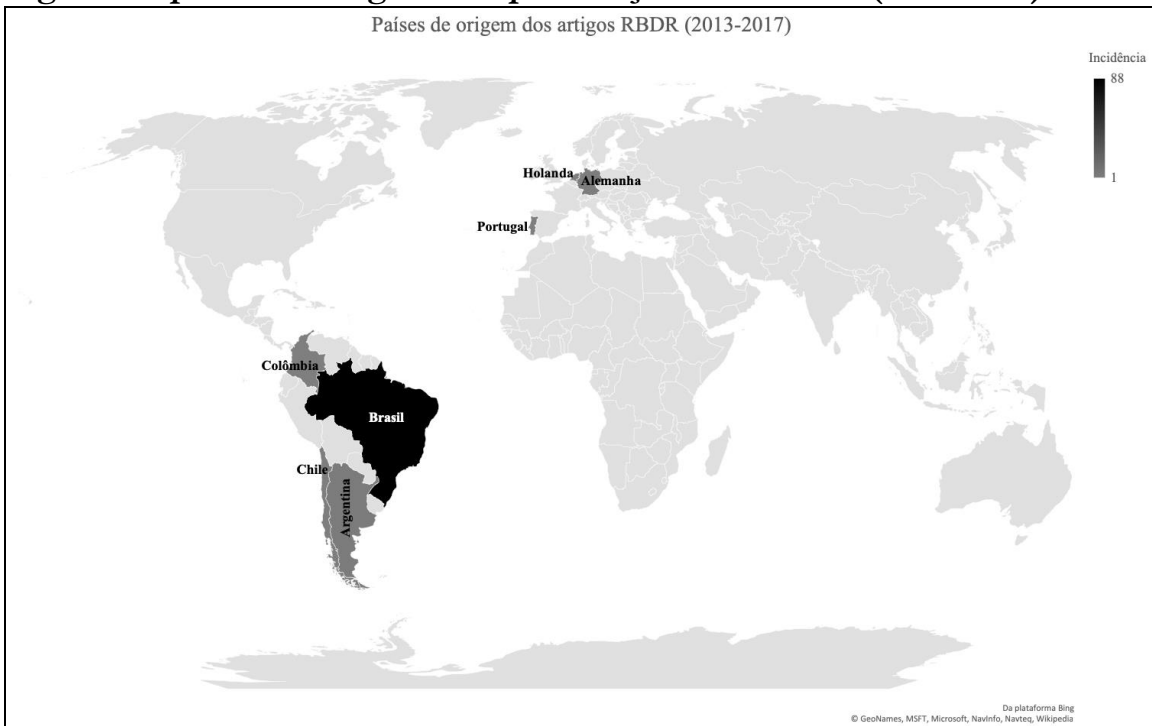 (
)
Países de origem dos artigos RBDR (2013-2017)
Incidência
88
1
Holanda
Alemanha
Portugal
Colômbia
Brasil
Chile
Argentina
Da plataforma Bing
© GeoNames, MSFT, Microsoft, NavInfo, Navteq, Wikipedia